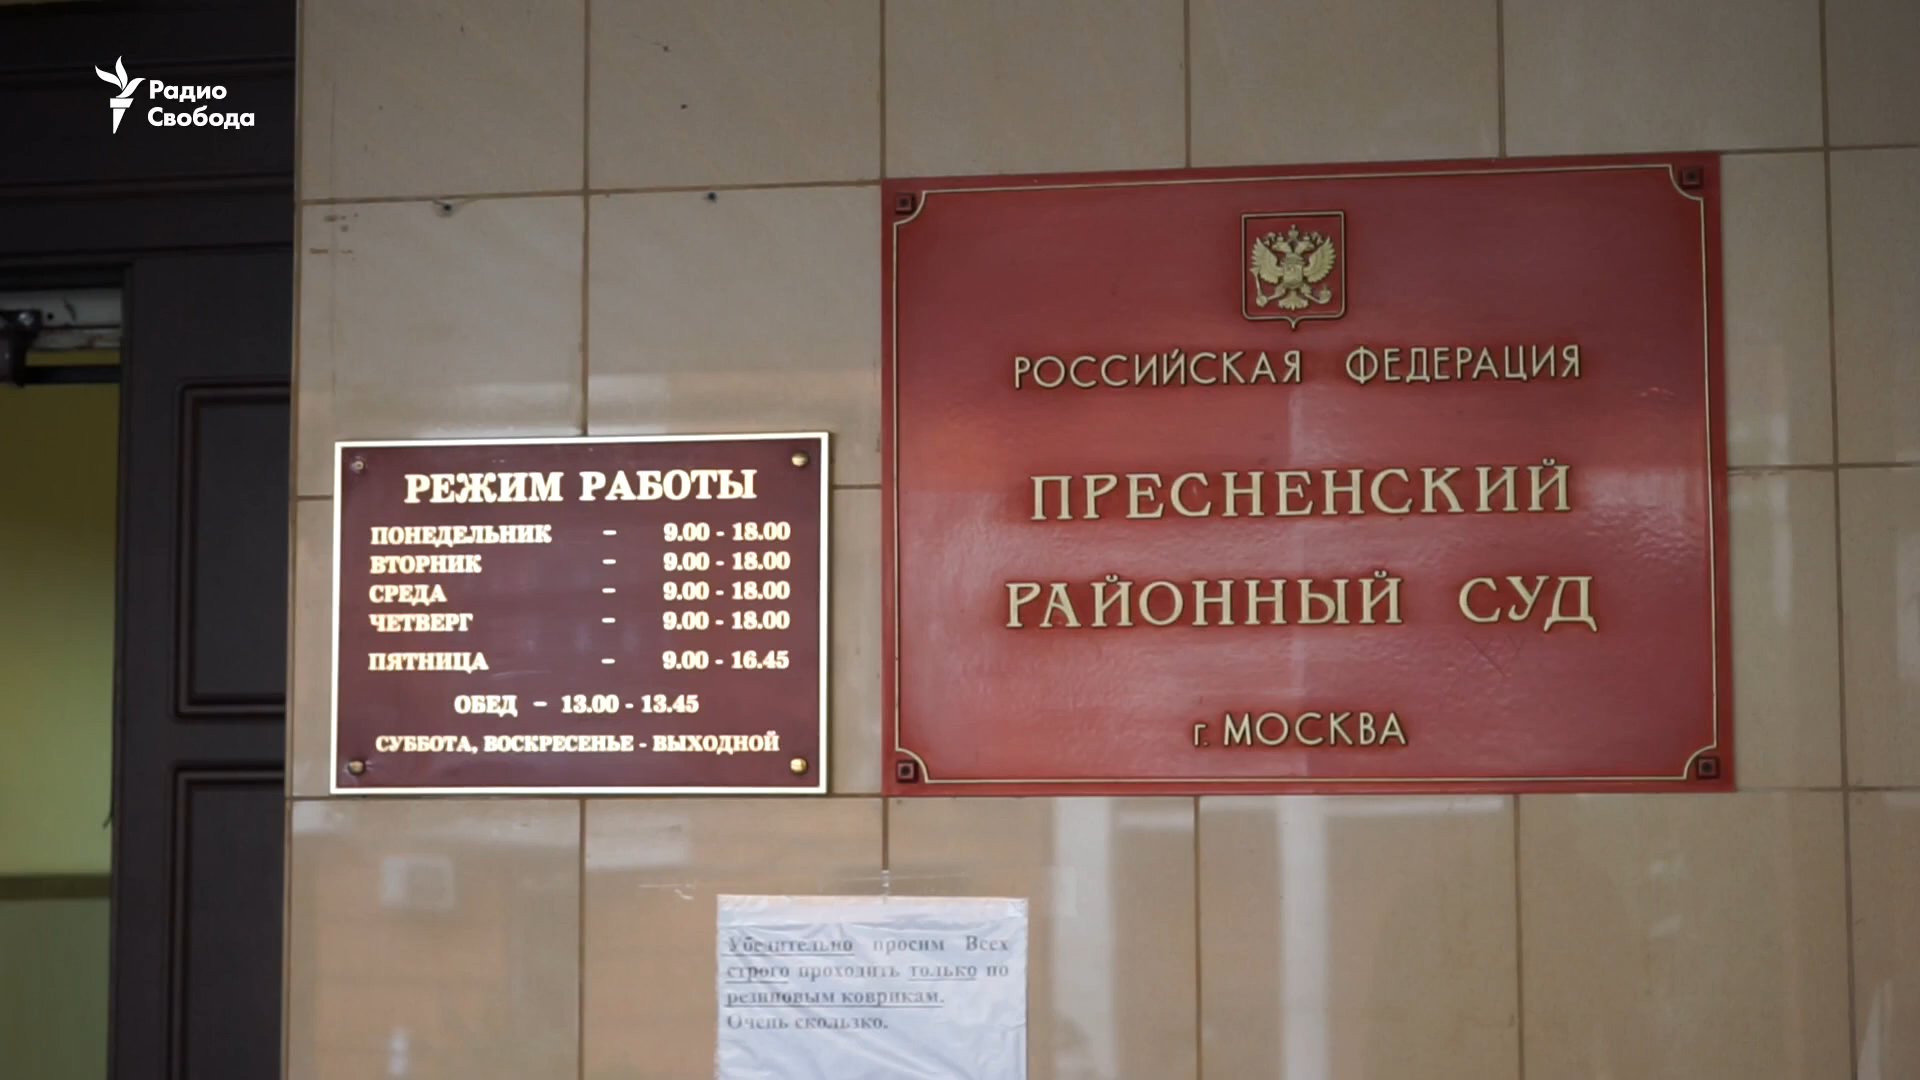 Радио
Свобода
РЕЖИМ РАБОТЫ
ПОНЕДЕЛЬНИК - 9.00 - 18.00
ВТОРНИК - 9.00 - 18.00
СРЕДА - 9.00 - 18.00
ЧЕТВЕРГ - 9.00 - 18.00
ПЯТНИЦА - 9.00 - 16.45
ОБЕД - 13.00 - 13.45
СУББОТА, ВОСКРЕСЕНЬЕ - ВЫХОДНОЙ
РОССИЙСКАЯ ФЕДЕРАЦИЯ
ПРЕСНЕНСКИЙ
РАЙОННЫЙ СУД
г. МОСКВА
Убедительно просим Всех
строго проходить только по
резиновым коврикам.
Очень скользко.